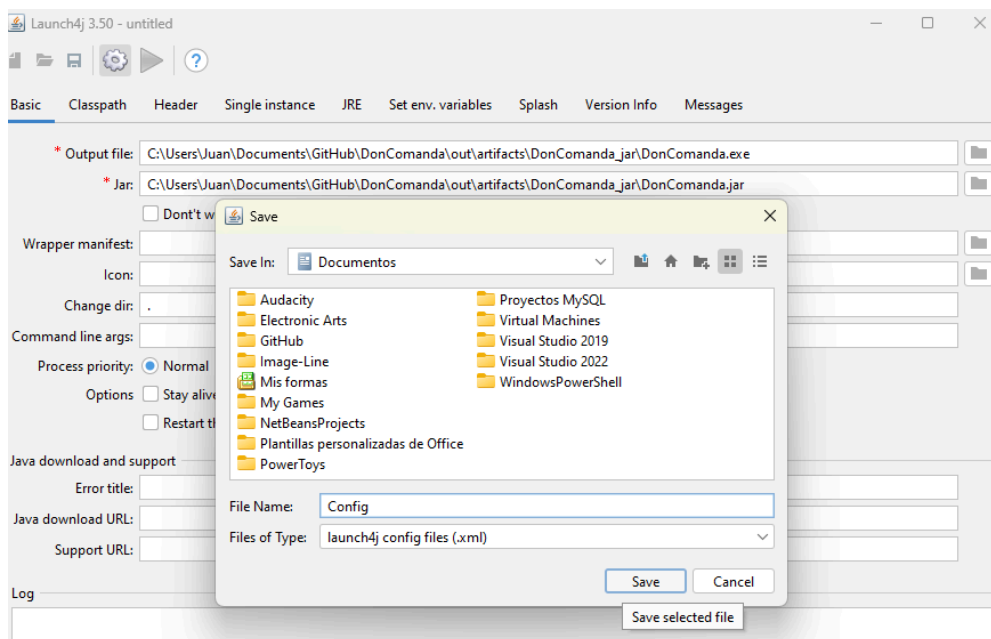 Launch4j 3.50 - untitled
?
Basic Classpath Header Single instance JRE Set env. variables Splash Version Info Messages
* Output file: C:\Users\Juan\Documents\GitHub\DonComanda\out\artifacts\DonComanda_jar\DonComanda.exe
* Jar: C:\Users\Juan\Documents\GitHub\DonComanda\out\artifacts\DonComanda_jar\DonComanda.jar
Don't w
Wrapper manifest:
Icon:
Change dir: .
Command line args:
Process priority: Normal
Options Stay alive
Restart th
Java download and support
Error title:
Java download URL:
Support URL:
Log
Save
Save In: Documentos
Audacity
Electronic Arts
GitHub
Image-Line
Mis formas
My Games
NetBeansProjects
Plantillas personalizadas de Office
PowerToys
Proyectos MySQL
Virtual Machines
Visual Studio 2019
Visual Studio 2022
WindowsPowerShell
File Name: Config
Files of Type: launch4j config files (.xml)
Save Cancel
Save selected file